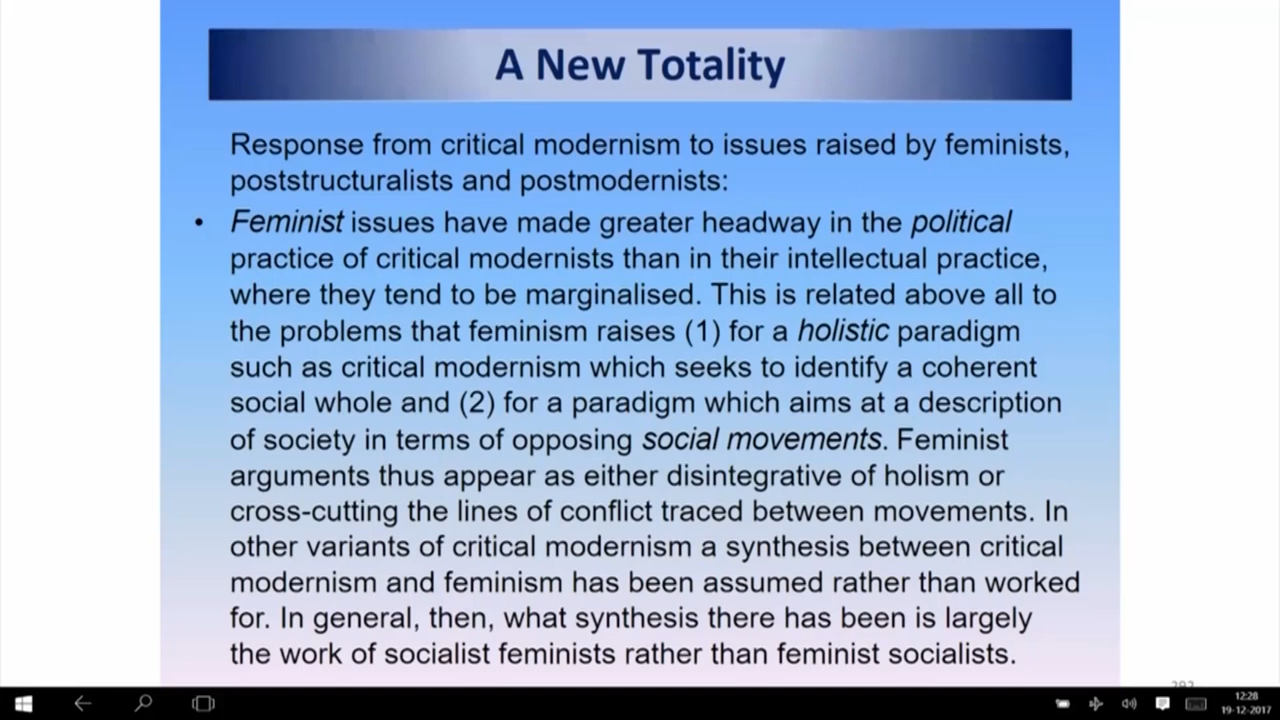 A New Totality
Response from critical modernism to issues raised by feminists,
poststructuralists and postmodernists:
• Feminist issues have made greater headway in the political
practice of critical modernists than in their intellectual practice,
where they tend to be marginalised. This is related above all to
the problems that feminism raises (1) for a holistic paradigm
such as critical modernism which seeks to identify a coherent
social whole and (2) for a paradigm which aims at a description
of society in terms of opposing social movements. Feminist
arguments thus appear as either disintegrative of holism or
cross-cutting the lines of conflict traced between movements. In
other variants of critical modernism a synthesis between critical
modernism and feminism has been assumed rather than worked
for. In general, then, what synthesis there has been is largely
the work of socialist feminists rather than feminist socialists.
12:28
19-12-2017